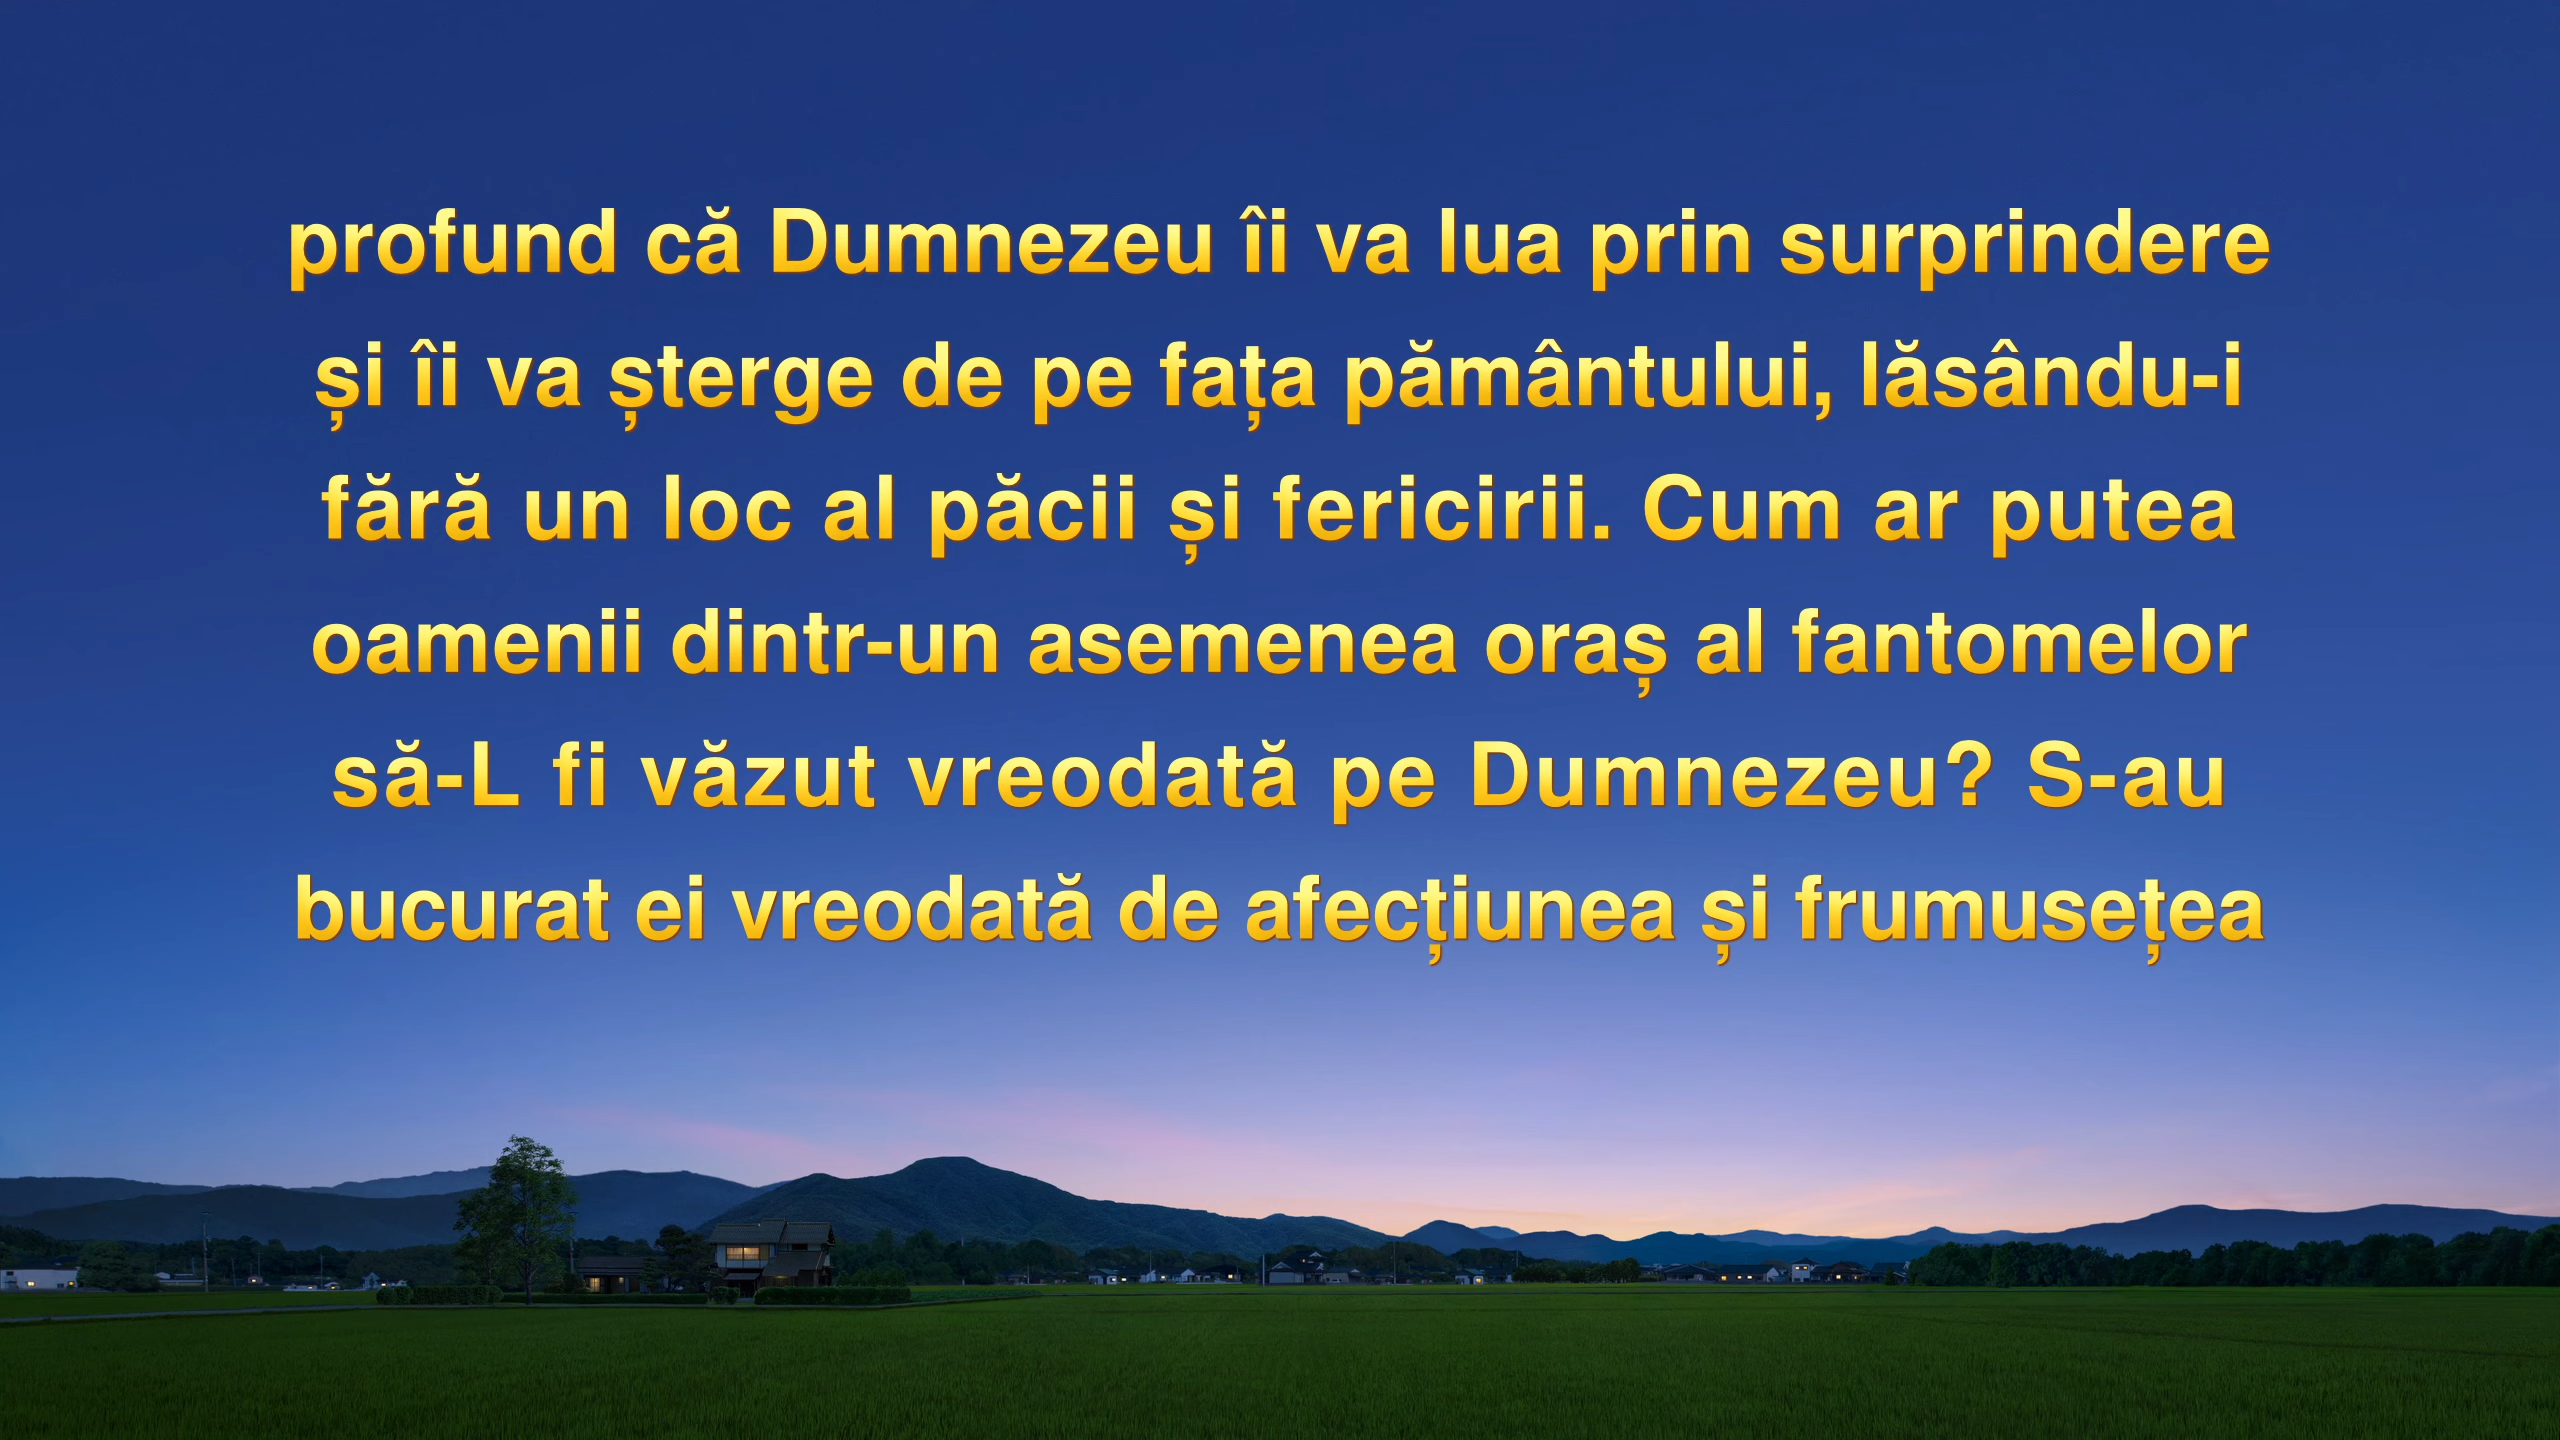 profund că Dumnezeu îi va lua prin surprindere
și îi va șterge de pe fața pământului, lăsându-i
fără un loc al păcii și fericirii. Cum ar putea
oamenii dintr-un asemenea oraș al fantomelor
să-L fi văzut vreodată pe Dumnezeu? S-au
bucurat ei vreodată de afecțiunea și frumusețea